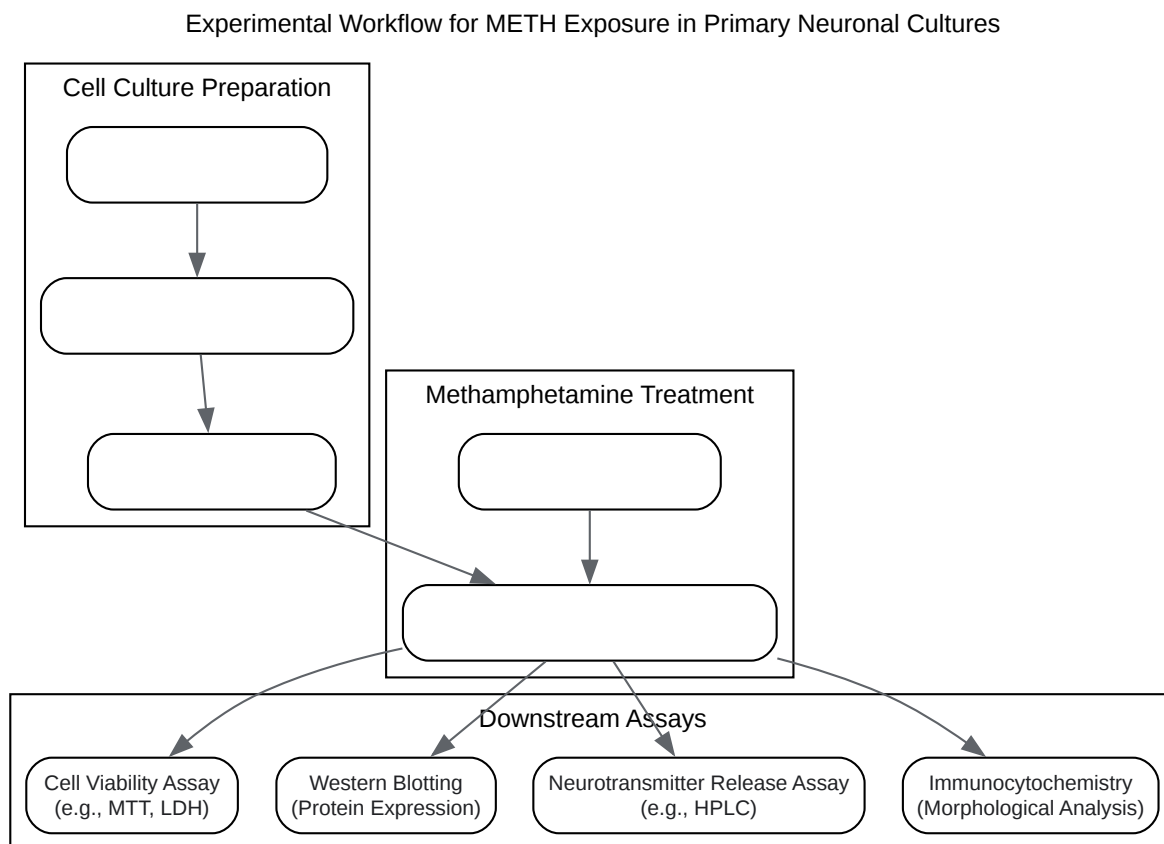 Experimental Workflow for METH Exposure in Primary Neuronal Cultures
Cell Culture Preparation
Methamphetamine Treatment
Downstream Assays
Cell Viability Assay
(e.g., MTT, LDH)
Western Blotting
(Protein Expression)
Neurotransmitter Release Assay
(e.g., HPLC)
Immunocytochemistry
(Morphological Analysis)